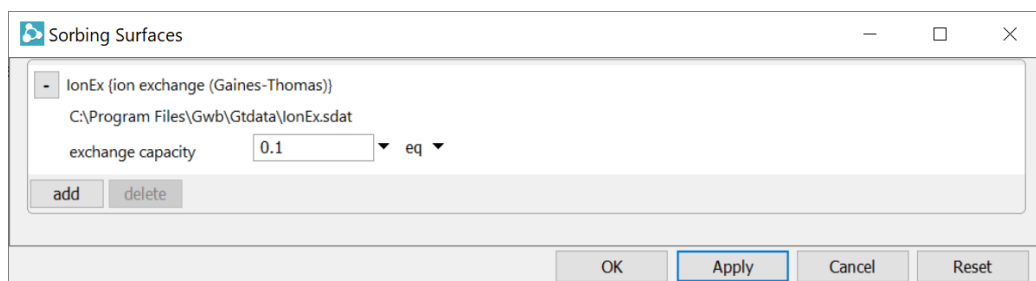 Sorbing Surfaces
- IonEx {ion exchange (Gaines-Thomas)}
C:\Program Files\Gwb\Gtdata\IonEx.sdat
exchange capacity 0.1 eq
add delete
OK Apply Cancel Reset